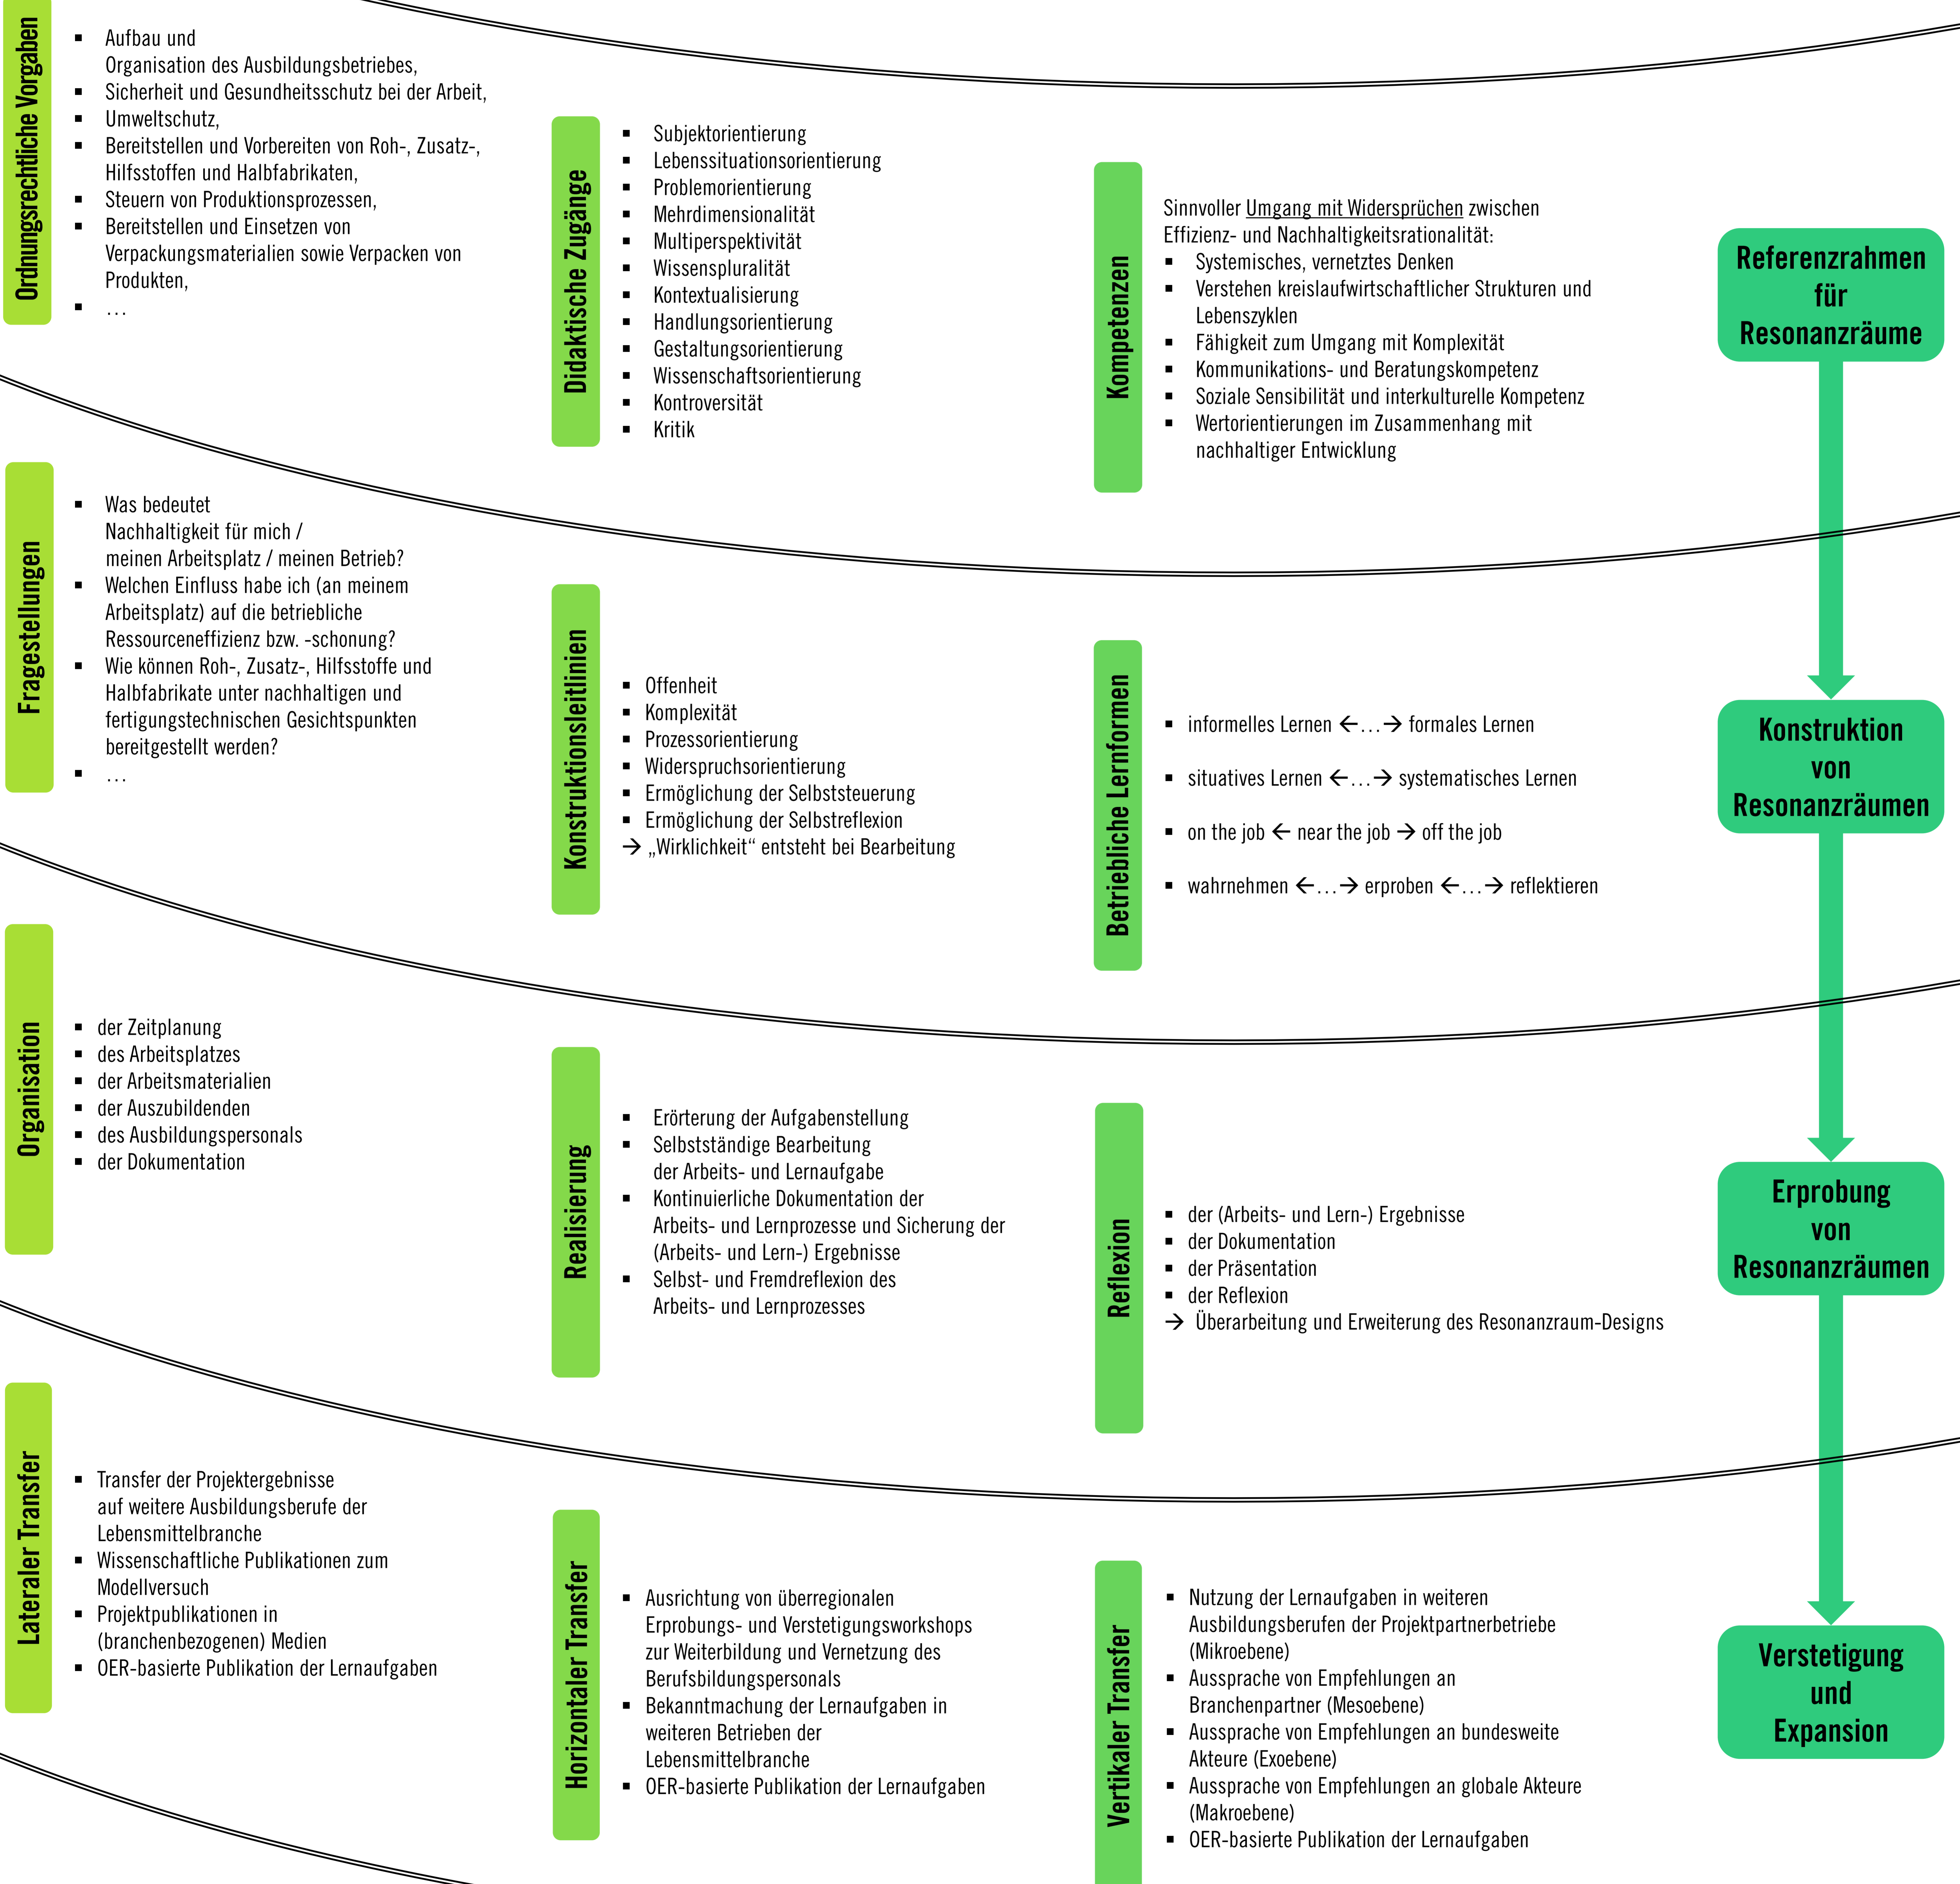 Ordnungsrechtliche Vorgaben
▪ Aufbau und
Organisation des Ausbildungsbetriebes,
▪ Sicherheit und Gesundheitsschutz bei der Arbeit,
▪ Umweltschutz,
▪ Bereitstellen und Vorbereiten von Roh-, Zusatz-,
Hilfsstoffen und Halbfabrikaten,
▪ Steuern von Produktionsprozessen,
▪ Bereitstellen und Einsetzen von
Verpackungsmaterialien sowie Verpacken von
Produkten,
▪ ...
Didaktische Zugänge
▪ Subjektorientierung
▪ Lebenssituationsorientierung
▪ Problemorientierung
▪ Mehrdimensionalität
▪ Multiperspektivität
▪ Wissenspluralität
▪ Kontextualisierung
▪ Handlungsorientierung
▪ Gestaltungsorientierung
▪ Wissenschaftsorientierung
▪ Kontroversität
▪ Kritik
Kompetenzen
Sinnvoller Umgang mit Widersprüchen zwischen
Effizienz- und Nachhaltigkeitsrationalität:
▪ Systemisches, vernetztes Denken
▪ Verstehen kreislaufwirtschaftlicher Strukturen und
Lebenszyklen
▪ Fähigkeit zum Umgang mit Komplexität
▪ Kommunikations- und Beratungskompetenz
▪ Soziale Sensibilität und interkulturelle Kompetenz
▪ Wertorientierungen im Zusammenhang mit
nachhaltiger Entwicklung
Referenzrahmen
für
Resonanzräume
Fragestellungen
▪ Was bedeutet
Nachhaltigkeit für mich /
meinen Arbeitsplatz / meinen Betrieb?
▪ Welchen Einfluss habe ich (an meinem
Arbeitsplatz) auf die betriebliche
Ressourceneffizienz bzw. -schonung?
▪ Wie können Roh-, Zusatz-, Hilfsstoffe und
Halbfabrikate unter nachhaltigen und
fertigungstechnischen Gesichtspunkten
bereitgestellt werden?
▪ ...
Konstruktionsleitlinien
▪ Offenheit
▪ Komplexität
▪ Prozessorientierung
▪ Widerspruchsorientierung
▪ Ermöglichung der Selbststeuerung
▪ Ermöglichung der Selbstreflexion
→ „Wirklichkeit“ entsteht bei Bearbeitung
Betriebliche Lernformen
▪ informelles Lernen ←...→ formales Lernen
▪ situatives Lernen ←...→ systematisches Lernen
▪ on the job ← near the job → off the job
▪ wahrnehmen ←...→ erproben ←...→ reflektieren
Konstruktion
von
Resonanzräumen
Organisation
▪ der Zeitplanung
▪ des Arbeitsplatzes
▪ der Arbeitsmaterialien
▪ der Auszubildenden
▪ des Ausbildungspersonals
▪ der Dokumentation
Realisierung
▪ Erörterung der Aufgabenstellung
▪ Selbstständige Bearbeitung
der Arbeits- und Lernaufgabe
▪ Kontinuierliche Dokumentation der
Arbeits- und Lernprozesse und Sicherung der
(Arbeits- und Lern-) Ergebnisse
▪ Selbst- und Fremdreflexion des
Arbeits- und Lernprozesses
Reflexion
▪ der (Arbeits- und Lern-) Ergebnisse
▪ der Dokumentation
▪ der Präsentation
▪ der Reflexion
→ Überarbeitung und Erweiterung des Resonanzraum-Designs
Erprobung
von
Resonanzräumen
Lateraler Transfer
▪ Transfer der Projektergebnisse
auf weitere Ausbildungsberufe der
Lebensmittelbranche
▪ Wissenschaftliche Publikationen zum
Modellversuch
▪ Projektpublikationen in
(branchenbezogenen) Medien
▪ OER-basierte Publikation der Lernaufgaben
Horizontaler Transfer
▪ Ausrichtung von überregionalen
Erprobungs- und Verstetigungsworkshops
zur Weiterbildung und Vernetzung des
Berufsbildungspersonals
▪ Bekanntmachung der Lernaufgaben in
weiteren Betrieben der
Lebensmittelbranche
▪ OER-basierte Publikation der Lernaufgaben
Vertikaler Transfer
▪ Nutzung der Lernaufgaben in weiteren
Ausbildungsberufen der Projektpartnerbetriebe
(Mikroebene)
▪ Aussprache von Empfehlungen an
Branchenpartner (Mesoebene)
▪ Aussprache von Empfehlungen an bundesweite
Akteure (Exoebene)
▪ Aussprache von Empfehlungen an globale Akteure
(Makroebene)
▪ OER-basierte Publikation der Lernaufgaben
Verstetigung
und
Expansion